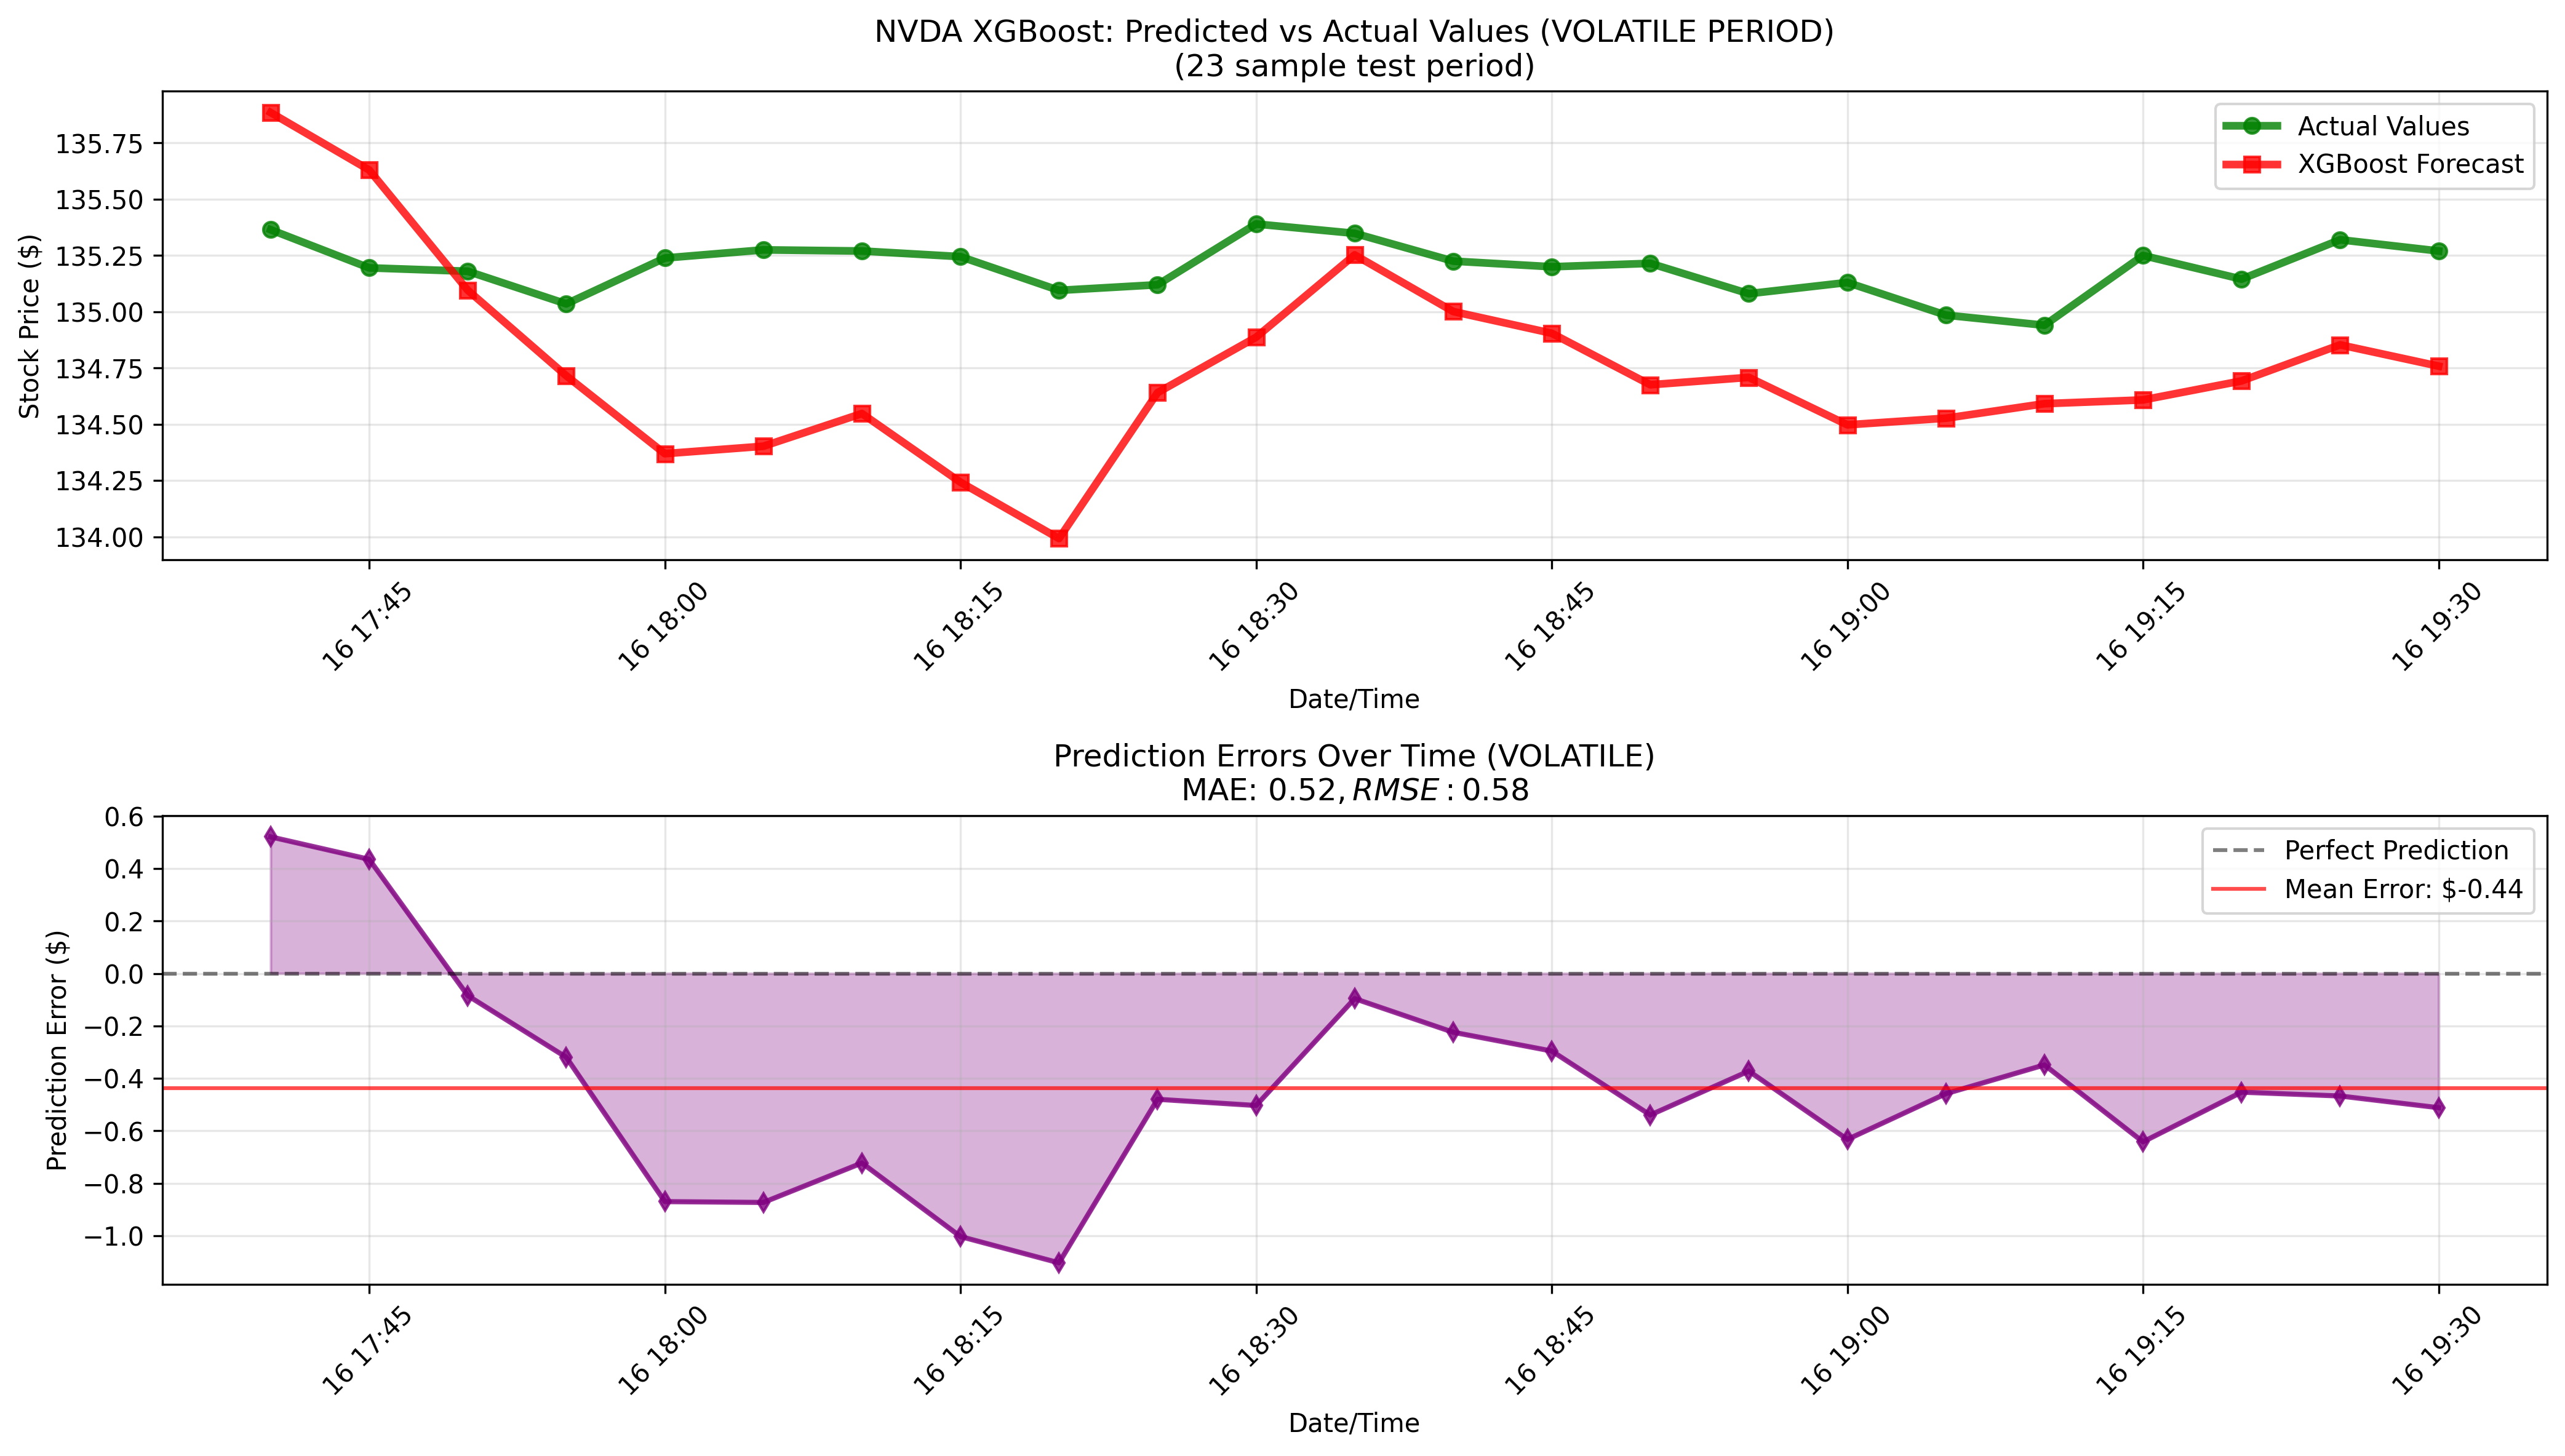 NVDA XGBoost: Predicted vs Actual Values (VOLATILE PERIOD)
(23 sample test period)
Stock Price ($)
135.75
135.50
135.25
135.00
134.75
134.50
134.25
134.00
Actual Values
XGBoost Forecast
16 17:45
16 18:00
16 18:15
16 18:30
16 18:45
16 19:00
16 19:15
16 19:30
Date/Time
Prediction Errors Over Time (VOLATILE)
MAE: 0.52, RMSE : 0.58
Prediction Error ($)
0.6
0.4
0.2
0.0
−0.2
−0.4
−0.6
−0.8
−1.0
Perfect Prediction
Mean Error: $-0.44
16 17:45
16 18:00
16 18:15
16 18:30
16 18:45
16 19:00
16 19:15
16 19:30
Date/Time